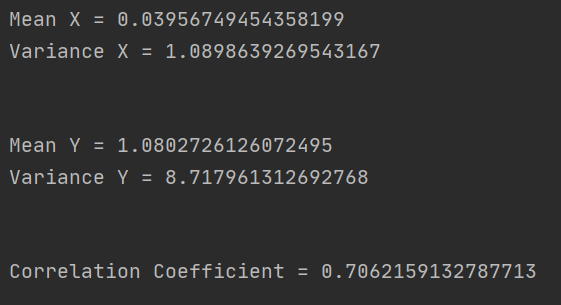 Mean X = 0.03956749454358199
Variance X = 1.0898639269543167
Mean Y = 1.0802726126072495
Variance Y = 8.717961312692768
Correlation Coefficient = 0.7062159132787713